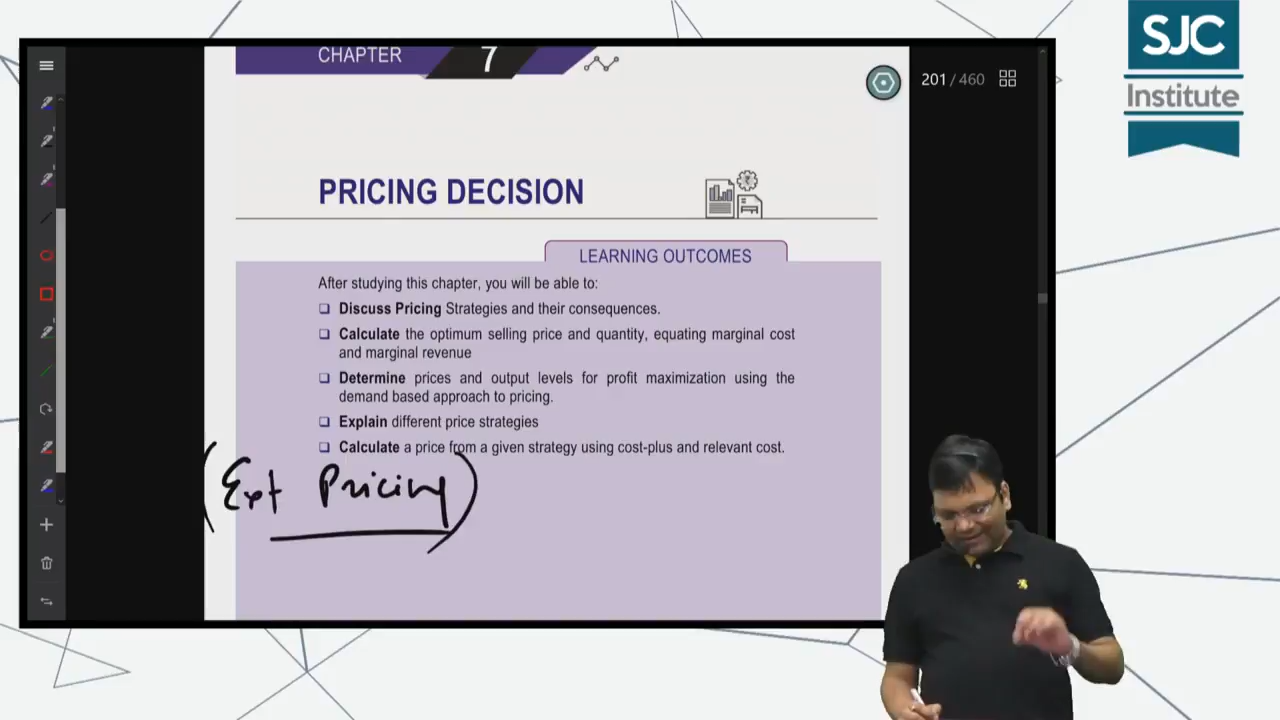 SJC
Institute
CHAPTER 7
201 / 460
PRICING DECISION
LEARNING OUTCOMES
After studying this chapter, you will be able to:
Discuss Pricing Strategies and their consequences.
Calculate the optimum selling price and quantity, equating marginal cost
and marginal revenue
Determine prices and output levels for profit maximization using the
demand based approach to pricing.
Explain different price strategies
Calculate a price from a given strategy using cost-plus and relevant cost.
(Ext Pricing)